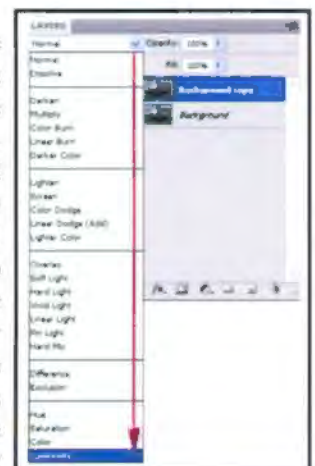 LAYERS
Normal Opacity: 100%
Normal Fill: 100%
Dissolve
Background copy
Darken
Multiply Background
Color Burn
Linear Burn
Darker Color
Lighten
Screen
Color Dodge
Linear Dodge (Add)
Lighter Color
Overlay
Soft Light
Hard Light
Vivid Light
Linear Light
Pin Light
Hard Mix
Difference
Exclusion
Hue
Saturation
Color
Luminosity